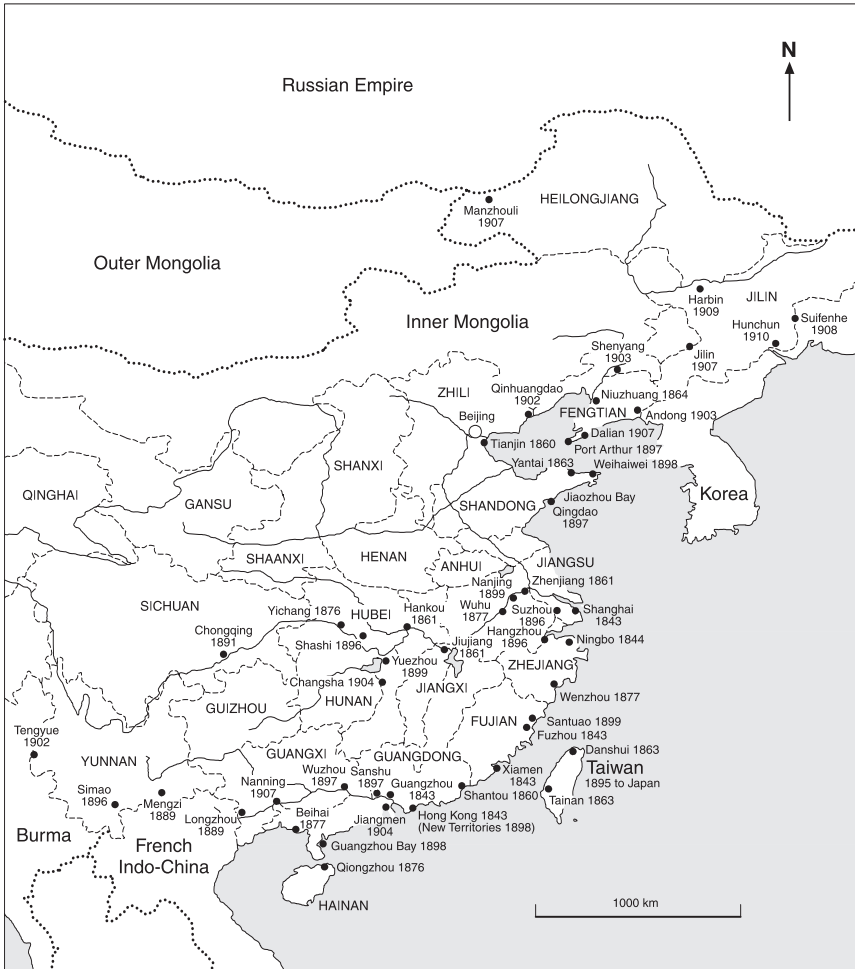 N
Russian Empire
HEILONGJIANG
Manzhouli
1907
Outer Mongolia
Harbin
1909
JILIN
Inner Mongolia
Suifenhe
1908
Hunchun
1910
Shenyang
1903
Jilin
1907
ZHILI
Qinhuangdao
1902
Niuzhuang 1864
FENGTIAN
Andong 1903
Beijing
Dalian 1907
Tianjin 1860
Port Arthur 1897
Yantai 1863
Weihaiwei 1898
SHANXI
QINGHAI
GANSU
SHANDONG
Jiaozhou Bay
Qingdao
1897
Korea
SHAANXI
HENAN
ANHUI
JIANGSU
Nanjing
1899
Zhenjiang 1861
SICHUAN
Yichang 1876
HUBEI
Hankou
1861
Wuhu
1877
Suzhou
1896
Shanghai
1843
Chongqing
1891
Shashi 1896
Jiujiang
1861
Hangzhou
1896
Ningbo 1844
Yuezhou
1899
ZHEJIANG
Changsha 1904
JIANGXI
HUNAN
GUIZHOU
Wenzhou 1877
FUJIAN
Santuao 1899
Fuzhou 1843
Tengyue
1902
YUNNAN
GUANGXI
GUANGDONG
Danshui 1863
Taiwan
1895 to Japan
Xiamen
1843
Wuzhou
1897
Sanshu
1897
Guangzhou
1843
Shantou 1860
Tainan 1863
Simao
1896
Mengzi
1889
Nanning
1907
Longzhou
1889
Beihai
1877
Jiangmen
1904
Hong Kong 1843
(New Territories 1898)
Burma
French
Indo-China
Guangzhou Bay 1898
Qiongzhou 1876
HAINAN
1000 km